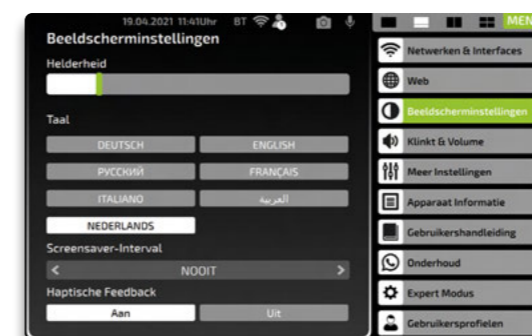 19.04.2021 11:41Uhr BT
MEN
Beeldscherminstellingen
Helderheid
Taal
DEUTSCH
ENGLISH
РУССКИЙ
FRANÇAIS
ITALIANO
العربية
NEDERLANDS
Screensaver-Interval
< NOOIT >
Haptische Feedback
Aan
Uit
Netwerken & Interfaces
Web
Beeldscherminstellingen
Klinkt & Volume
Meer Instellingen
Apparaat Informatie
Gebruikershandleiding
Onderhoud
Expert Modus
Gebruikersprofielen